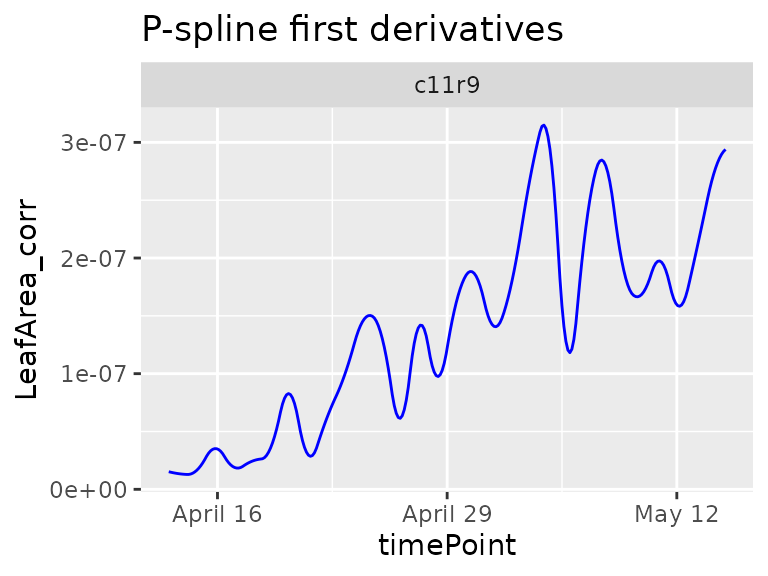 P-spline first derivatives
c11r9
LeafArea_corr
3e-07
2e-07
1e-07
0e+00
April 16
April 29
May 12
timePoint